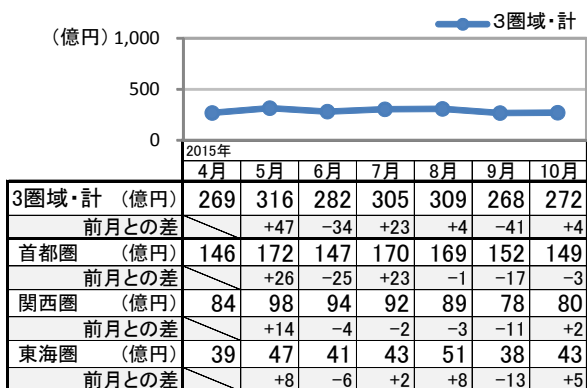 3圏域・計
(億円) 1,000
500
0
2015年
4月 5月 6月 7月 8月 9月 10月
3圏域・計 (億円) 269 316 282 305 309 268 272
前月との差 +47 −34 +23 +4 −41 +4
首都圏 (億円) 146 172 147 170 169 152 149
前月との差 +26 −25 +23 −1 −17 −3
関西圏 (億円) 84 98 94 92 89 78 80
前月との差 +14 −4 −2 −3 −11 +2
東海圏 (億円) 39 47 41 43 51 38 43
前月との差 +8 −6 +2 +8 −13 +5